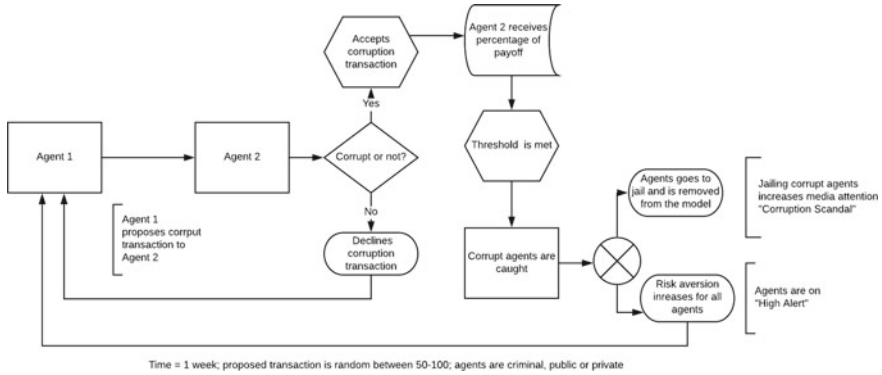 Accepts
corruption
transaction
Agent 2 receives
percentage of
payoff
Yes
Agent 1
Agent 2
Corrupt or not?
Threshold is met
No
Agent 1
proposes corrput
transaction to
Agent 2
Declines
corruption
transaction
Corrupt agents are
caught
Agents goes to
jail and is removed
from the model
Jailing corrupt agents
increases media attention
"Corruption Scandal"
Risk aversion
inreases for all
agents
Agents are on
"High Alert"
Time = 1 week; proposed transaction is random between 50-100; agents are criminal, public or private